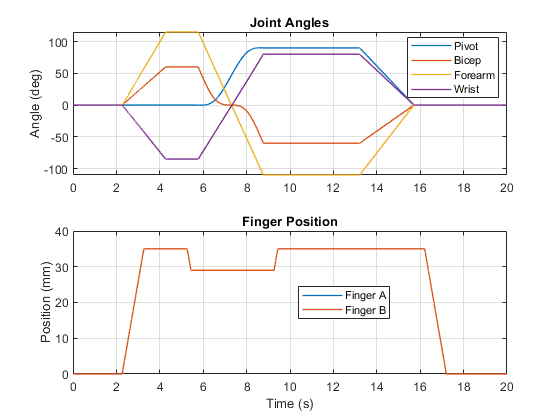 Joint Angles
Angle (deg)
100
50
0
-50
-100
0 2 4 6 8 10 12 14 16 18 20
Pivot
Bicep
Forearm
Wrist
Finger Position
Position (mm)
40
30
20
10
0
0 2 4 6 8 10 12 14 16 18 20
Finger A
Finger B
Time (s)